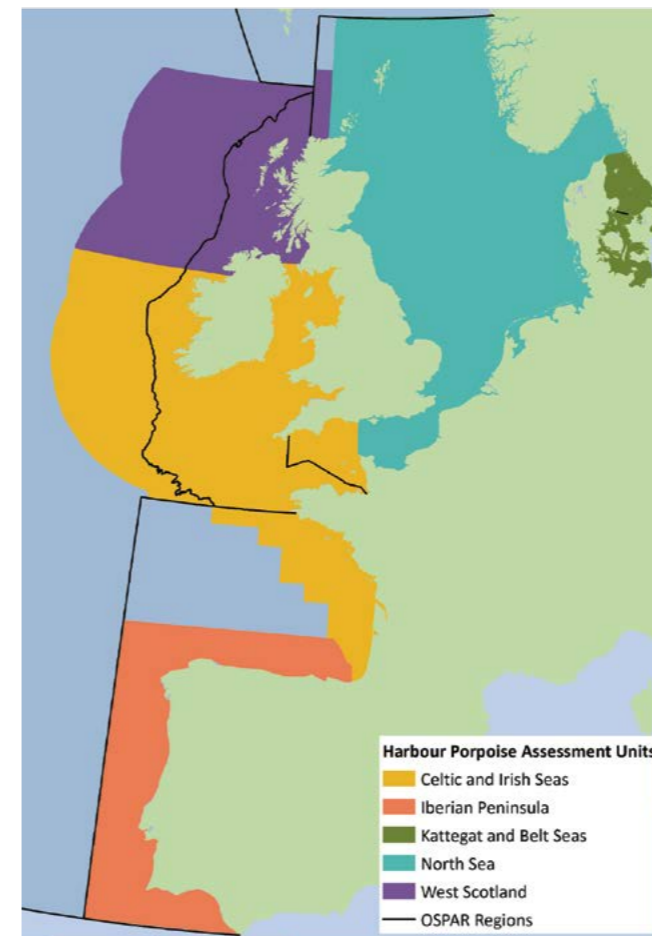 Harbour Porpoise Assessment Units
Celtic and Irish Seas
Iberian Peninsula
Kattegat and Belt Seas
North Sea
West Scotland
OSPAR Regions